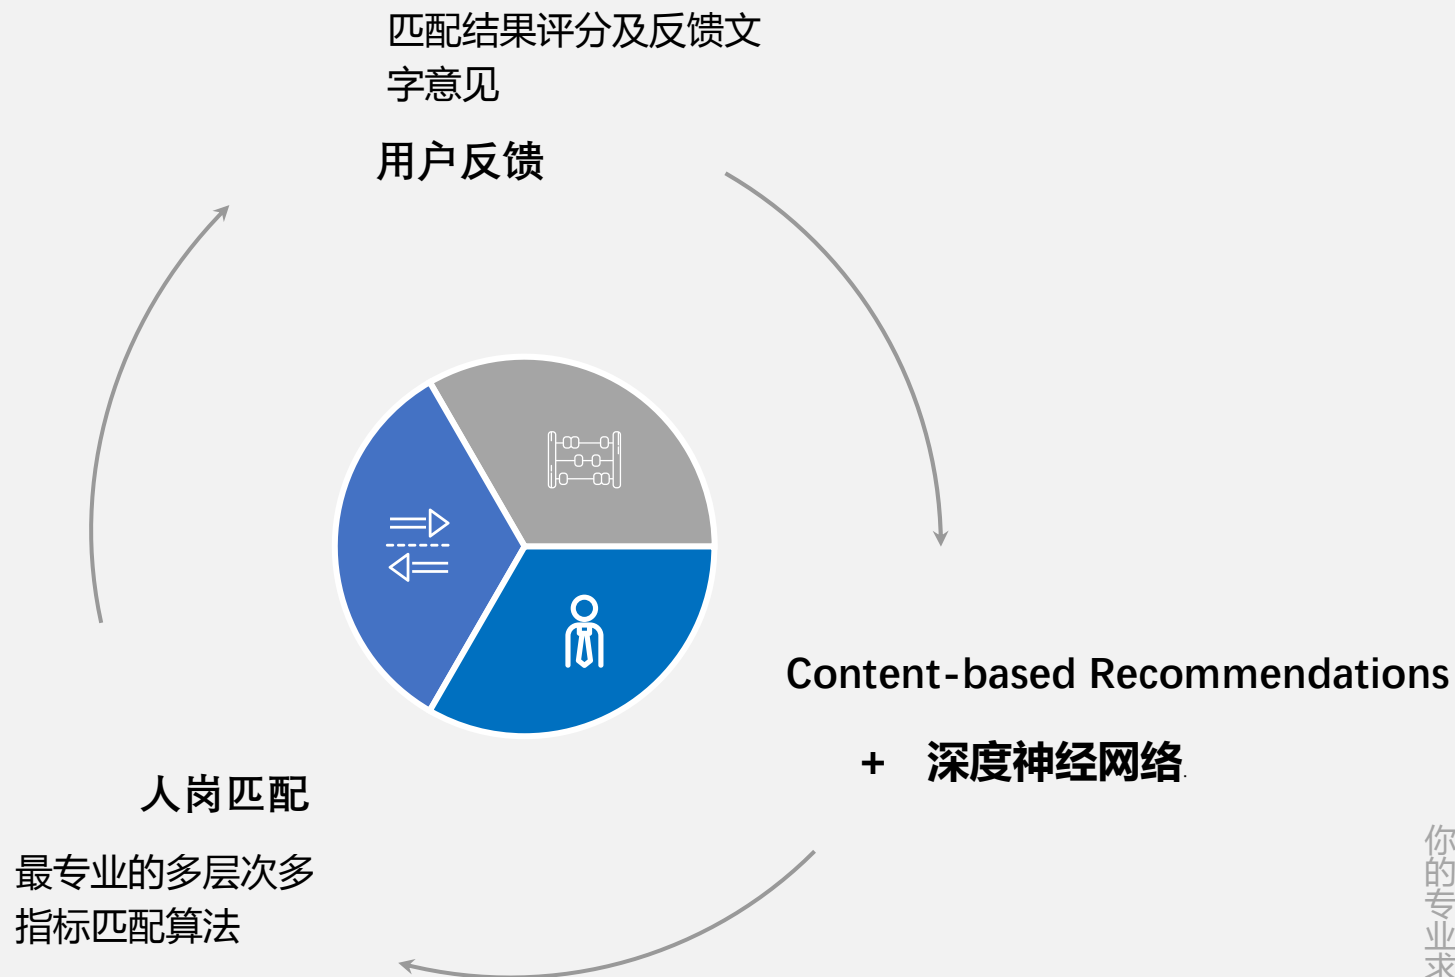 匹配结果评分及反馈文
字意见
用户反馈
Content-based Recommendations
+ 深度神经网络.
人岗匹配
最专业的多层次多
指标匹配算法
你的专业求